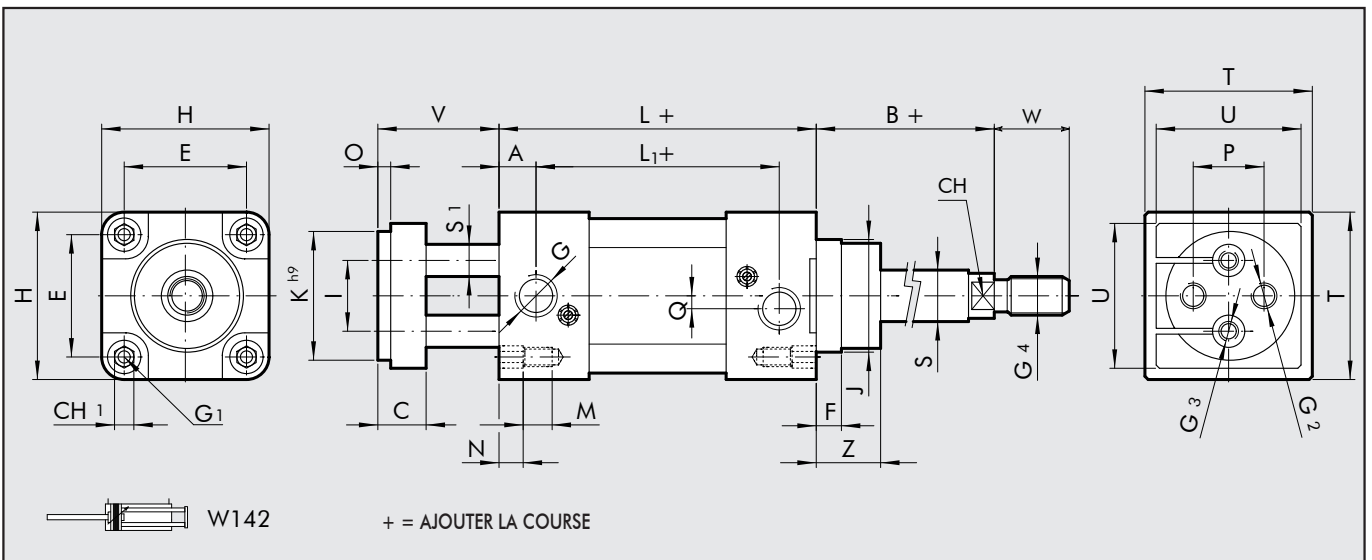 H
E
H
E
CH 1
G1
V
L +
B +
W
O
A
L1+
CH
S 1
G
K h9
I
Q
S
G 4
J
F
Z
C
M
N
T
U
P
U
T
G 3
G 2
W142
+ = AJOUTER LA COURSE